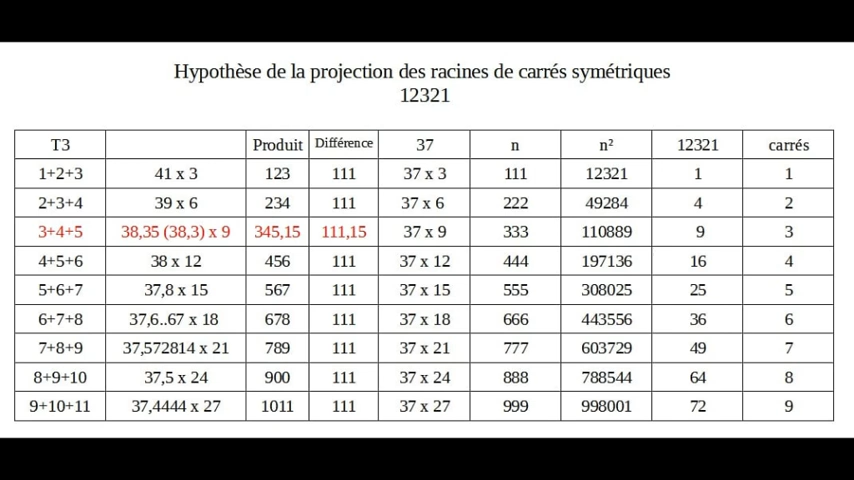 Hypothèse de la projection des racines de carrés symétriques
12321
T3 Produit Différence 37 n n² 12321 carrés
1+2+3 41 x 3 123 111 37 x 3 111 12321 1 1
2+3+4 39 x 6 234 111 37 x 6 222 49284 4 2
3+4+5 38,35 (38,3) x 9 345,15 111,15 37 x 9 333 110889 9 3
4+5+6 38 x 12 456 111 37 x 12 444 197136 16 4
5+6+7 37,8 x 15 567 111 37 x 15 555 308025 25 5
6+7+8 37,6..67 x 18 678 111 37 x 18 666 443556 36 6
7+8+9 37,572814 x 21 789 111 37 x 21 777 603729 49 7
8+9+10 37,5 x 24 900 111 37 x 24 888 788544 64 8
9+10+11 37,4444 x 27 1011 111 37 x 27 999 998001 72 9